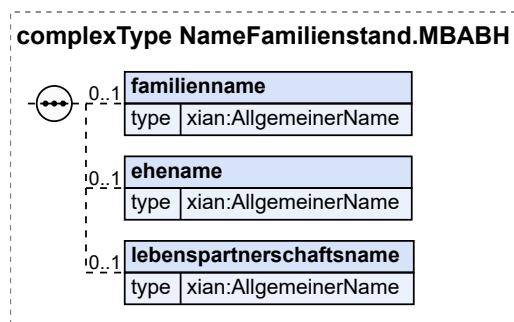 complexType NameFamilienstand.MBABH
0..1 familienname
type xian:AllgemeinerName
0..1 ehename
type xian:AllgemeinerName
0..1 lebenspartnerschaftsname
type xian:AllgemeinerName